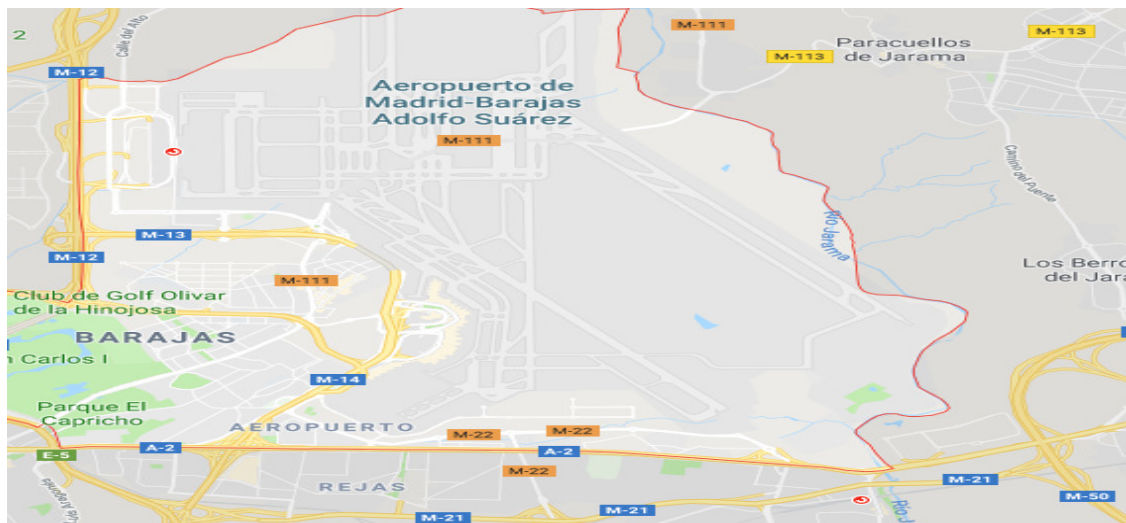 2
Calle del Alto
M-12
M-111
M-113
M-113
Paracuellos
de Jarama
Aeropuerto de
Madrid-Barajas
Adolfo Suárez
M-111
Camino del Puente
Río Jarama
M-13
M-12
M-111
Los Berro
del Jara
Club de Golf Olivar
de la Hinojosa
BARAJAS
n Carlos I
M-14
Parque El
Capricho
AEROPUERTO
M-22
M-22
A-2
A-2
E-5
M-22
REJAS
M-21
M-21
M-50
Río J